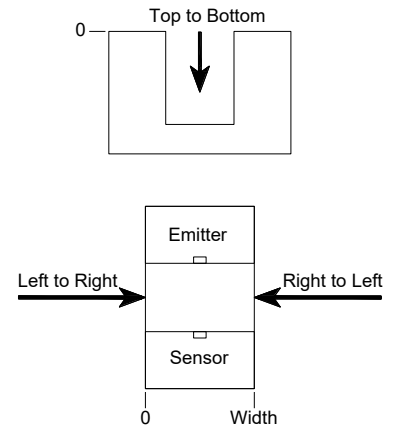 Top to Bottom
0
Emitter
Left to Right
Right to Left
Sensor
0
Width